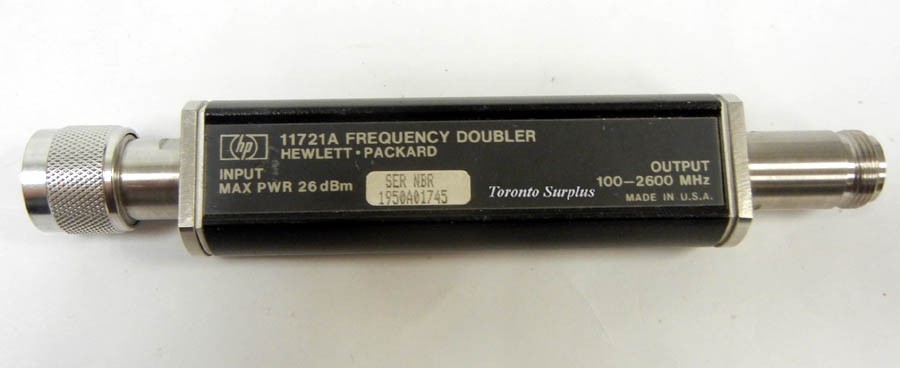 hp 11721A FREQUENCY DOUBLER
HEWLETT • PACKARD
INPUT
MAX PWR 26 dBm
SER NBR
1950A01745
Toronto Surplus
OUTPUT
100–2600 MHz
MADE IN U.S.A.